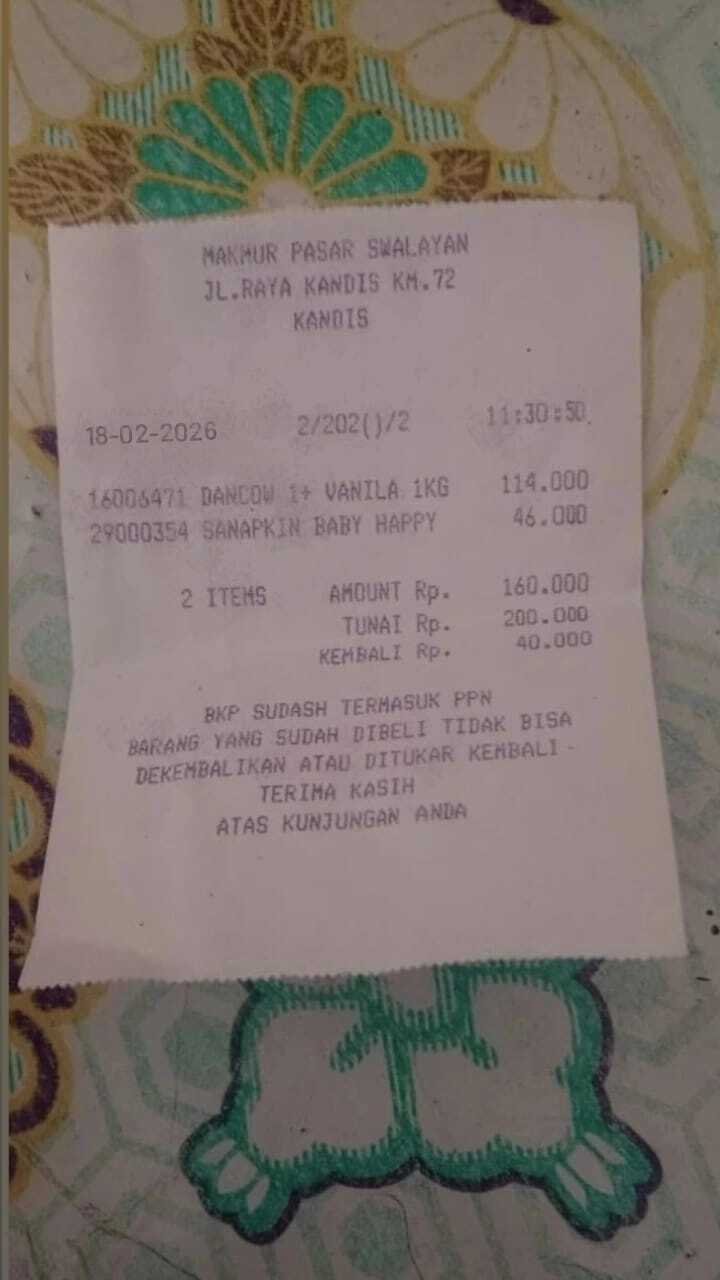 MAKMUR PASAR SWALAYAN
JL.RAYA KANDIS KM.72
KANDIS
18-02-2026 2/202()/2 11:30:50
16006471 DANCOW 1+ VANILA 1KG 114.000
29000354 SANAPKIN BABY HAPPY 46.000
2 ITEMS AMOUNT Rp. 160.000
TUNAI Rp. 200.000
KEMBALI Rp. 40.000
BKP SUDASH TERMASUK PPN
BARANG YANG SUDAH DIBELI TIDAK BISA
DEKEMBALIKAN ATAU DITUKAR KEMBALI
TERIMA KASIH
ATAS KUNJUNGAN ANDA